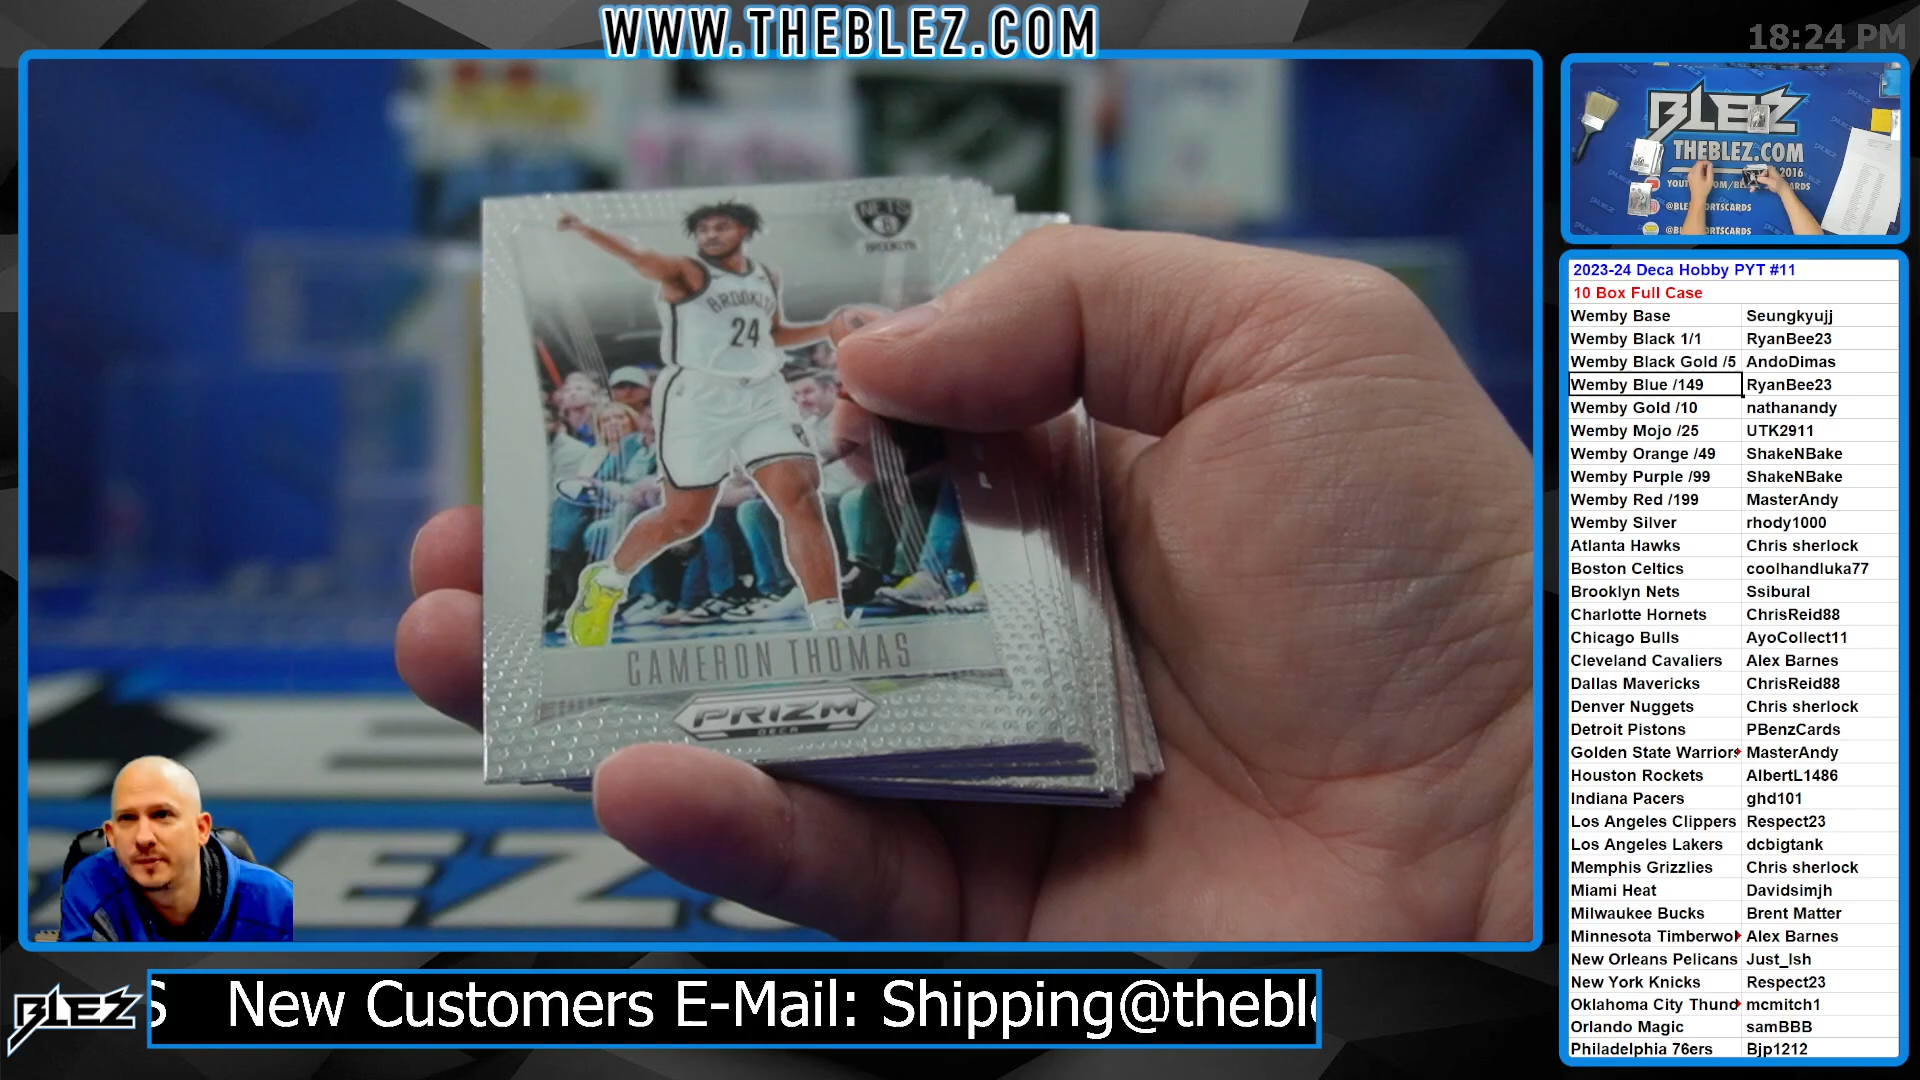 WWW.THEBLEZ.COM
18:24 PM
NETS
B
BROOKLYN
BROOKLYN
24
CAMERON THOMAS
PRIZM
DECA
BLEZ
THEBLEZ.COM
2016
2023-24 Deca Hobby PYT #11
10 Box Full Case
Wemby Base Seungkyujj
Wemby Black 1/1 RyanBee23
Wemby Black Gold /5 AndoDimas
Wemby Blue /149 RyanBee23
Wemby Gold /10 nathanandy
Wemby Mojo /25 UTK2911
Wemby Orange /49 ShakeNBake
Wemby Purple /99 ShakeNBake
Wemby Red /199 MasterAndy
Wemby Silver rhody1000
Atlanta Hawks Chris sherlock
Boston Celtics coolhandluka77
Brooklyn Nets Ssibural
Charlotte Hornets ChrisReid88
Chicago Bulls AyoCollect11
Cleveland Cavaliers Alex Barnes
Dallas Mavericks ChrisReid88
Denver Nuggets Chris sherlock
Detroit Pistons PBenzCards
Golden State Warriors MasterAndy
Houston Rockets AlbertL1486
Indiana Pacers ghd101
Los Angeles Clippers Respect23
Los Angeles Lakers dcbigtank
Memphis Grizzlies Chris sherlock
Miami Heat Davidsimjh
Milwaukee Bucks Brent Matter
Minnesota Timberwol Alex Barnes
New Orleans Pelicans Just_Ish
New York Knicks Respect23
Oklahoma City Thund mcmitch1
Orlando Magic samBBB
Philadelphia 76ers Bjp1212
BLEZ
S New Customers E-Mail: Shipping@theble